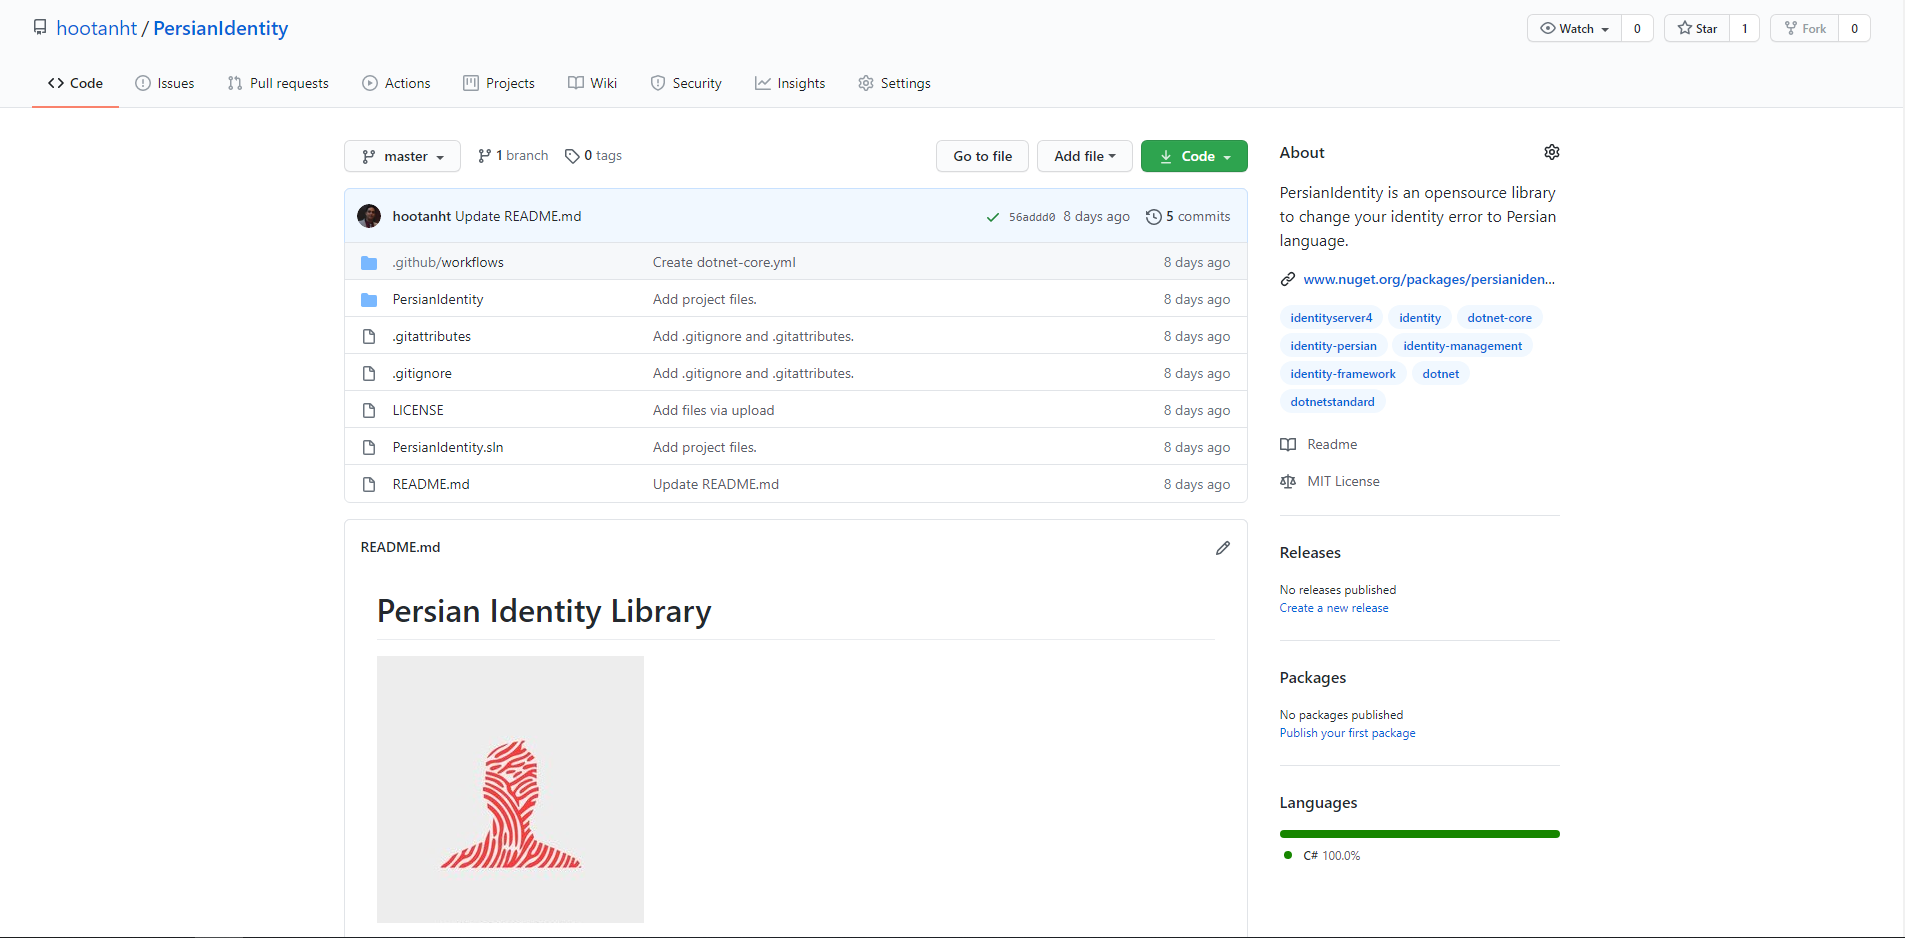 hootanht / PersianIdentity
Watch 0 Star 1 Fork 0
Code Issues Pull requests Actions Projects Wiki Security Insights Settings
master 1 branch 0 tags Go to file Add file Code
hootanht Update README.md 56addd0 8 days ago 5 commits
.github/workflows Create dotnet-core.yml 8 days ago
PersianIdentity Add project files. 8 days ago
.gitattributes Add .gitignore and .gitattributes. 8 days ago
.gitignore Add .gitignore and .gitattributes. 8 days ago
LICENSE Add files via upload 8 days ago
PersianIdentity.sln Add project files. 8 days ago
README.md Update README.md 8 days ago
README.md
Persian Identity Library
About
PersianIdentity is an opensource library
to change your identity error to Persian
language.
www.nuget.org/packages/persianiden...
identityserver4 identity dotnet-core
identity-persian identity-management
identity-framework dotnet
dotnetstandard
Readme
MIT License
Releases
No releases published
Create a new release
Packages
No packages published
Publish your first package
Languages
C# 100.0%